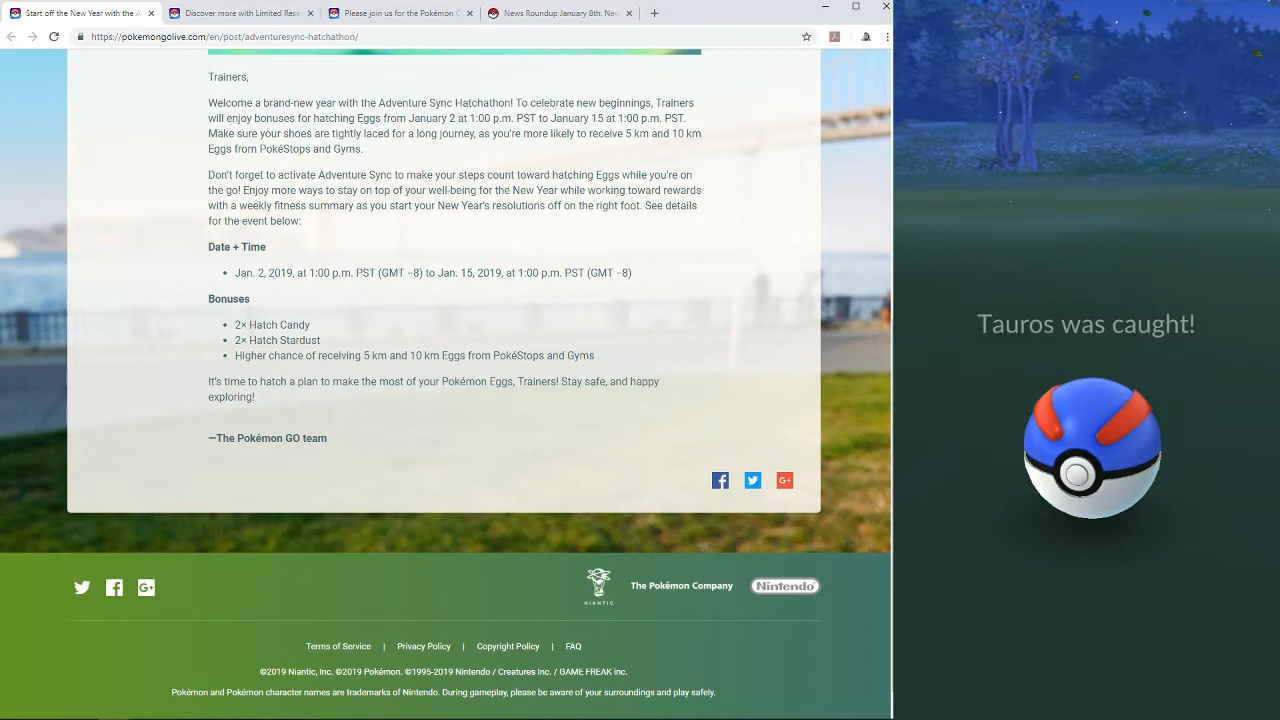 Start off the New Year with the A
Discover more with Limited Rese
Please join us for the Pokémon C
News Roundup January 8th: New
https://pokemongolive.com/en/post/adventuresync-hatchathon/
Trainers,
Welcome a brand-new year with the Adventure Sync Hatchathon! To celebrate new beginnings, Trainers
will enjoy bonuses for hatching Eggs from January 2 at 1:00 p.m. PST to January 15 at 1:00 p.m. PST.
Make sure your shoes are tightly laced for a long journey, as you're more likely to receive 5 km and 10 km
Eggs from PokéStops and Gyms.
Don't forget to activate Adventure Sync to make your steps count toward hatching Eggs while you're on
the go! Enjoy more ways to stay on top of your well-being for the New Year while working toward rewards
with a weekly fitness summary as you start your New Year's resolutions off on the right foot. See details
for the event below:
Date + Time
• Jan. 2, 2019, at 1:00 p.m. PST (GMT −8) to Jan. 15, 2019, at 1:00 p.m. PST (GMT −8)
Bonuses
• 2× Hatch Candy
• 2× Hatch Stardust
• Higher chance of receiving 5 km and 10 km Eggs from PokéStops and Gyms
It's time to hatch a plan to make the most of your Pokémon Eggs, Trainers! Stay safe, and happy
exploring!
—The Pokémon GO team
G+
G+
NIANTIC
The Pokémon Company
Nintendo
Terms of Service | Privacy Policy | Copyright Policy | FAQ
©2019 Niantic, Inc. ©2019 Pokémon. ©1995-2019 Nintendo / Creatures Inc. / GAME FREAK inc.
Pokémon and Pokémon character names are trademarks of Nintendo. During gameplay, please be aware of your surroundings and play safely.
Tauros was caught!